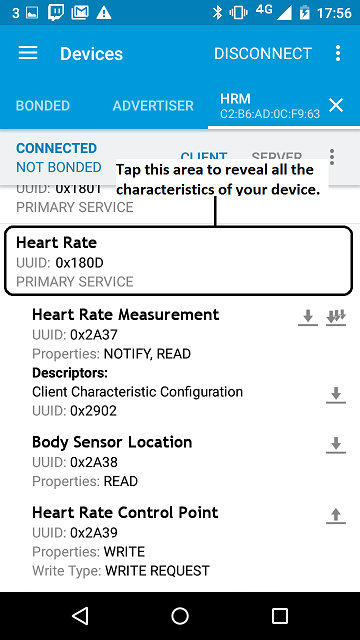 3 4G 17:56
Devices DISCONNECT
BONDED ADVERTISER HRM
C2:B6:AD:0C:F9:63
CONNECTED
NOT BONDED CLIENT SERVER
Tap this area to reveal all the
characteristics of your device.
UUID: 0x1801
PRIMARY SERVICE
Heart Rate
UUID: 0x180D
PRIMARY SERVICE
Heart Rate Measurement
UUID: 0x2A37
Properties: NOTIFY, READ
Descriptors:
Client Characteristic Configuration
UUID: 0x2902
Body Sensor Location
UUID: 0x2A38
Properties: READ
Heart Rate Control Point
UUID: 0x2A39
Properties: WRITE
Write Type: WRITE REQUEST